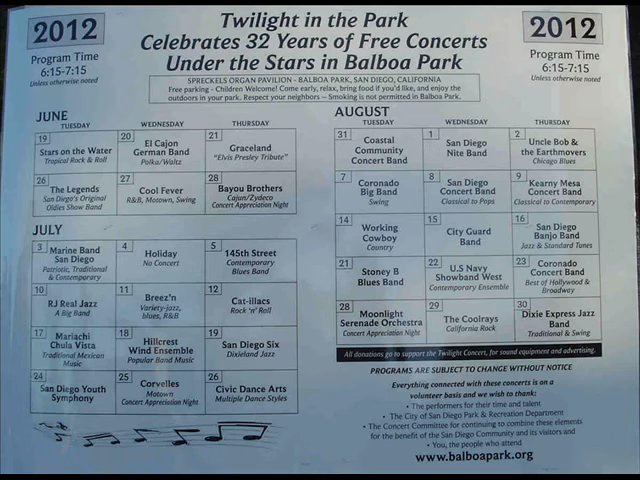 2012
Program Time
6:15-7:15
Unless otherwise noted
Twilight in the Park
Celebrates 32 Years of Free Concerts
Under the Stars in Balboa Park
SPRECKELS ORGAN PAVILION - BALBOA PARK, SAN DIEGO, CALIFORNIA
Free parking - Children Welcome! Come early, relax, bring food if you'd like, and enjoy the
outdoors in your park. Respect your neighbors -- Smoking is not permitted in Balboa Park.
2012
Program Time
6:15-7:15
Unless otherwise noted
JUNE
TUESDAY
WEDNESDAY
THURSDAY
19
Stars on the Water
Tropical Rock & Roll
20
El Cajon
German Band
Polka/Waltz
21
Graceland
"Elvis Presley Tribute"
26
The Legends
San Diego's Original
Oldies Show Band
27
Cool Fever
R&B, Motown, Swing
28
Bayou Brothers
Cajun/Zydeco
Concert Appreciation Night
JULY
3
Marine Band
San Diego
Patriotic, Traditional
& Contemporary
4
Holiday
No Concert
5
145th Street
Contemporary
Blues Band
10
RJ Real Jazz
A Big Band
11
Breez'n
Variety-jazz,
blues, R&B
12
Cat-illacs
Rock 'n' Roll
17
Mariachi
Chula Vista
Traditional Mexican
Music
18
Hillcrest
Wind Ensemble
Popular Band Music
19
San Diego Six
Dixieland Jazz
24
San Diego Youth
Symphony
25
Corvelles
Motown
Concert Appreciation Night
26
Civic Dance Arts
Multiple Dance Styles
AUGUST
TUESDAY
WEDNESDAY
THURSDAY
31
Coastal
Community
Concert Band
1
San Diego
Nite Band
2
Uncle Bob &
the Earthmovers
Chicago Blues
7
Coronado
Big Band
Swing
8
San Diego
Concert Band
Classical to Pops
9
Kearny Mesa
Concert Band
Classical to Contemporary
14
Working
Cowboy
Country
15
City Guard
Band
16
San Diego
Banjo Band
Jazz & Standard Tunes
21
Stoney B
Blues Band
22
U.S Navy
Showband West
Contemporary Ensemble
23
Coronado
Concert Band
Best of Hollywood &
Broadway
28
Moonlight
Serenade Orchestra
Concert Appreciation Night
29
The Coolrays
California Rock
30
Dixie Express Jazz
Band
Traditional & Swing
All donations go to support the Twilight Concert, for sound equipment and advertising.
PROGRAMS ARE SUBJECT TO CHANGE WITHOUT NOTICE
Everything connected with these concerts is on a
volunteer basis and we wish to thank;
• The performers for their time and talent
• The City of San Diego Park & Recreation Department
• The Concert Committee for continuing to combine these elements
for the benefit of the San Diego Community and its visitors and
• You, the people who attend
www.balboapark.org